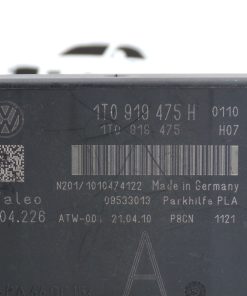 1T0 919 475 H 0110
1T0 919 475 H07
N201/1010474122 Made in Germany
Valeo 09533013 Parkhilfe PLA
04.226 ATW-001 21.04.10 P8CN 1121
A